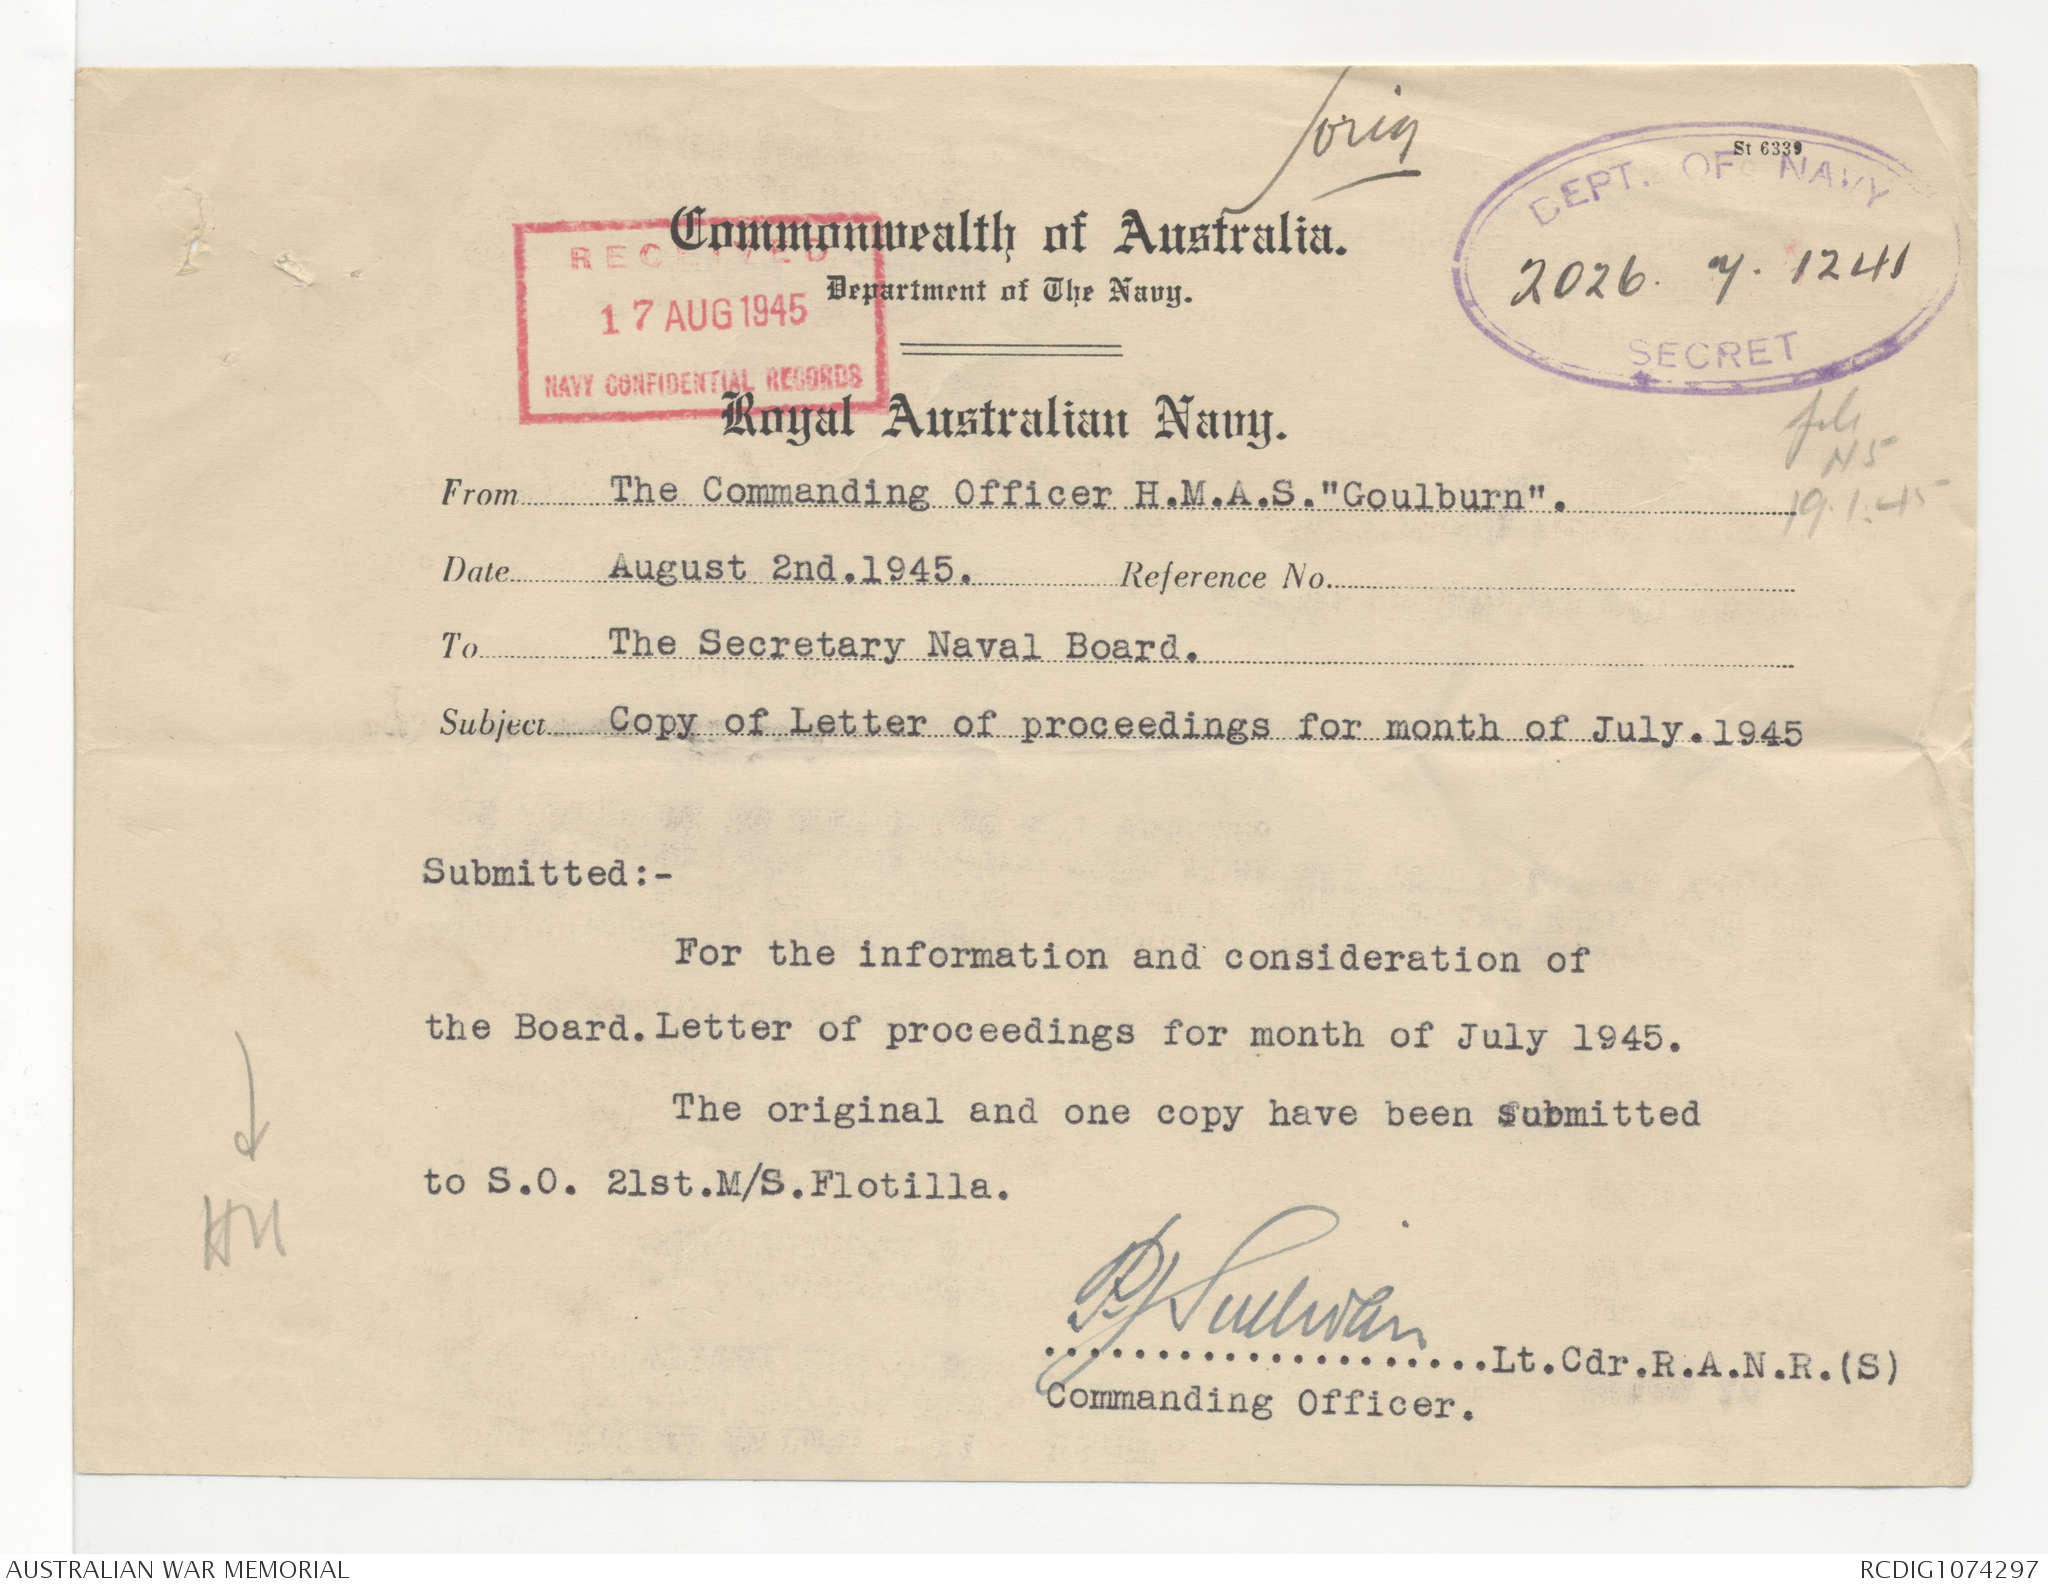 orig
St 6339
DEPT. OF NAVY
2026. 7. 1241
SECRET
Commonwealth of Australia.
Department of The Navy.
RECEIVED
17 AUG 1945
NAVY CONFIDENTIAL RECORDS
Royal Australian Navy.
From The Commanding Officer H.M.A.S."Goulburn".
N5
Date August 2nd.1945. Reference No.
To The Secretary Naval Board.
Subject Copy of Letter of proceedings for month of July.1945
Submitted:-
For the information and consideration of
the Board.Letter of proceedings for month of July 1945.
The original and one copy have been submitted
to S.O. 21st.M/S.Flotilla.
PJ Sullivan
Lt.Cdr.R.A.N.R.(S)
Commanding Officer.
AUSTRALIAN WAR MEMORIAL
RCDIG1074297